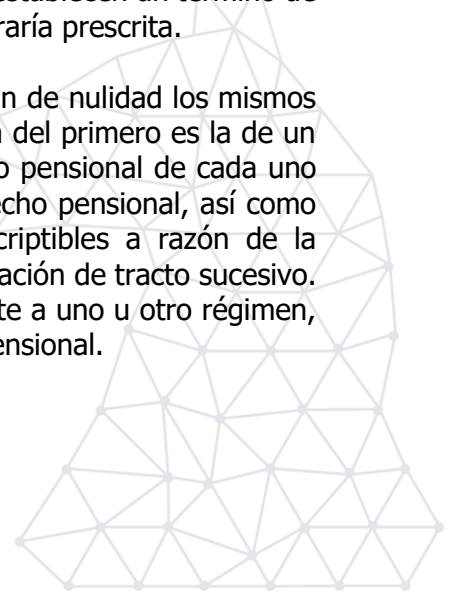 establecen un término de
raría prescrita.
n de nulidad los mismos
del primero es la de un
pensional de cada uno
echo pensional, así como
criptibles a razón de la
ación de tracto sucesivo.
te a uno u otro régimen,
ensional.